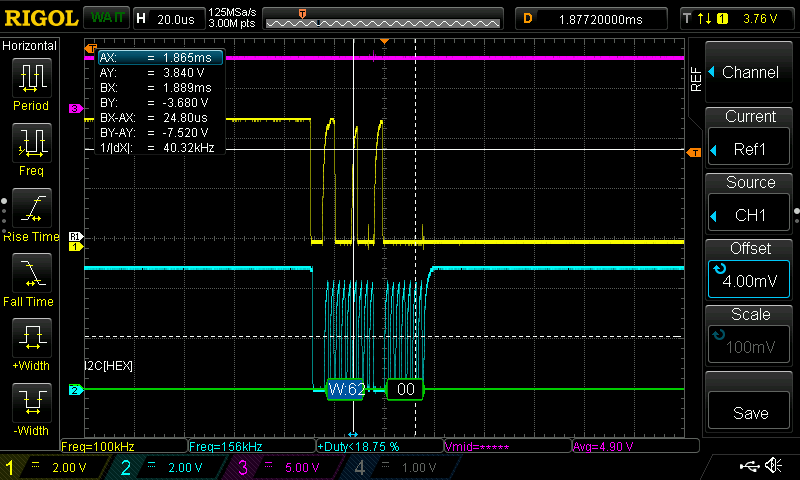 RIGOL WAIT H 20.0us 125MSa/s 3.00M pts D 1.87720000ms T 1 3.76 V
Horizontal
Period
Freq
Rise Time
Fall Time
+Width
-Width
T
AX: = 1.865ms
AY: = 3.840 V
BX: = 1.889ms
BY: = -3.680 V
BX-AX: = 24.80us
BY-AY: = -7.520 V
1/|dX|: = 40.32kHz
3
R1
1
T
I2C[HEX]
2
W:62 00
REF
Channel
Current
Ref1
Source
CH1
Offset
4.00mV
Scale
100mV
Save
Freq=100kHz Freq=156kHz +Duty<18.75 % Vmid=***** Avg=4.90 V
1 = 2.00 V 2 = 2.00 V 3 = 5.00 V 4 = 1.00 V